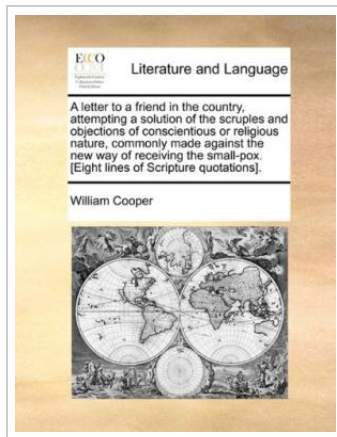 ECCO
Literature and Language
A letter to a friend in the country,
attempting a solution of the scruples and
objections of conscientious or religious
nature, commonly made against the
new way of receiving the small-pox.
[Eight lines of Scripture quotations].
William Cooper